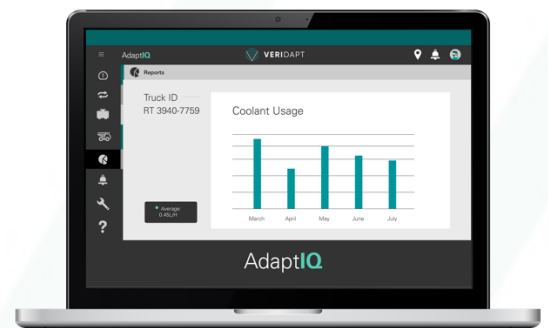 AdaptIQ
VERIDAPT
Reports
Truck ID
RT 3940-7759
Coolant Usage
Average:
0.45L/H
March
April
May
June
July
?
AdaptIQ